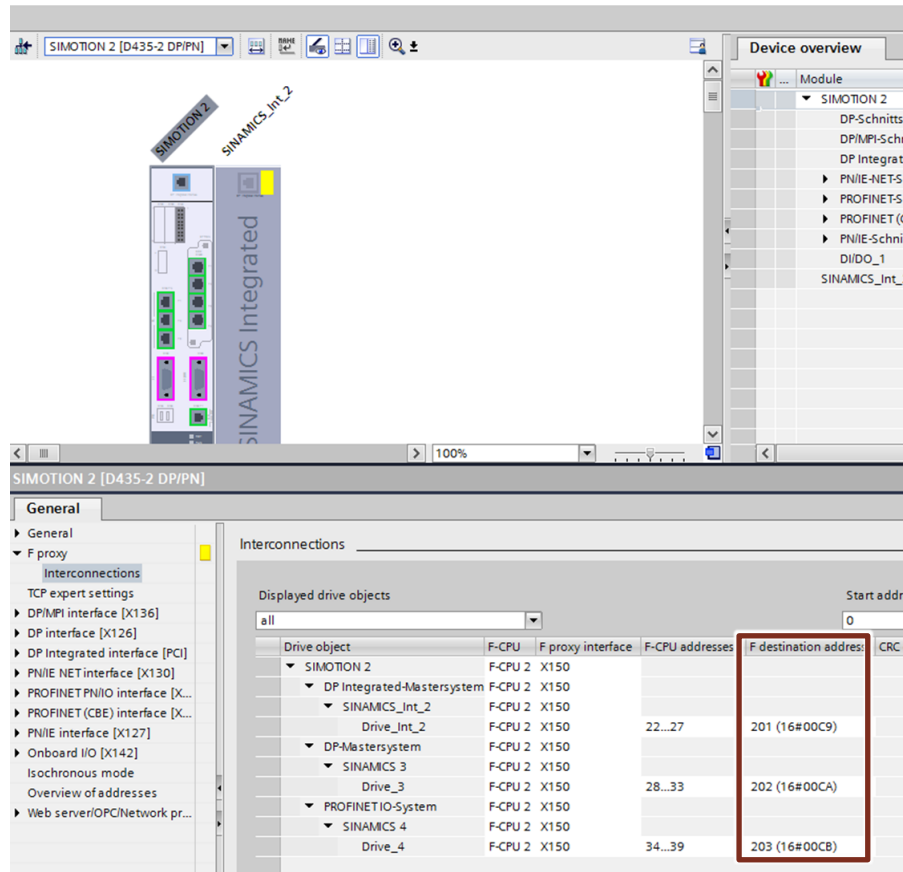 SIMOTION 2 [D435-2 DP/PN]
NAME
Device overview
... Module
SIMOTION 2
SINAMICS_Int_2
SIMOTION 2
DP-Schnitts
DP/MPI-Sch
DP Integrat
PN/IE-NET-S
PROFINET-S
PROFINET (
PN/IE-Schni
DI/DO_1
SINAMICS_Int_
SINAMICS Integrated
100%
SIMOTION 2 [D435-2 DP/PN]
General
General
F proxy
Interconnections
TCP expert settings
DP/MPI interface [X136]
DP interface [X126]
DP Integrated interface [PCI]
PN/IE NET interface [X130]
PROFINET PN/IO interface [X...
PROFINET (CBE) interface [X...
PN/IE interface [X127]
Onboard I/O [X142]
Isochronous mode
Overview of addresses
Web server/OPC/Network pr...
Interconnections
Displayed drive objects
Start addr
all
0
Drive object F-CPU F proxy interface F-CPU addresses F destination address CRC
SIMOTION 2 F-CPU 2 X150
DP Integrated-Mastersystem F-CPU 2 X150
SINAMICS_Int_2 F-CPU 2 X150
Drive_Int_2 F-CPU 2 X150 22...27 201 (16#00C9)
DP-Mastersystem F-CPU 2 X150
SINAMICS 3 F-CPU 2 X150
Drive_3 F-CPU 2 X150 28...33 202 (16#00CA)
PROFINET IO-System F-CPU 2 X150
SINAMICS 4 F-CPU 2 X150
Drive_4 F-CPU 2 X150 34...39 203 (16#00CB)